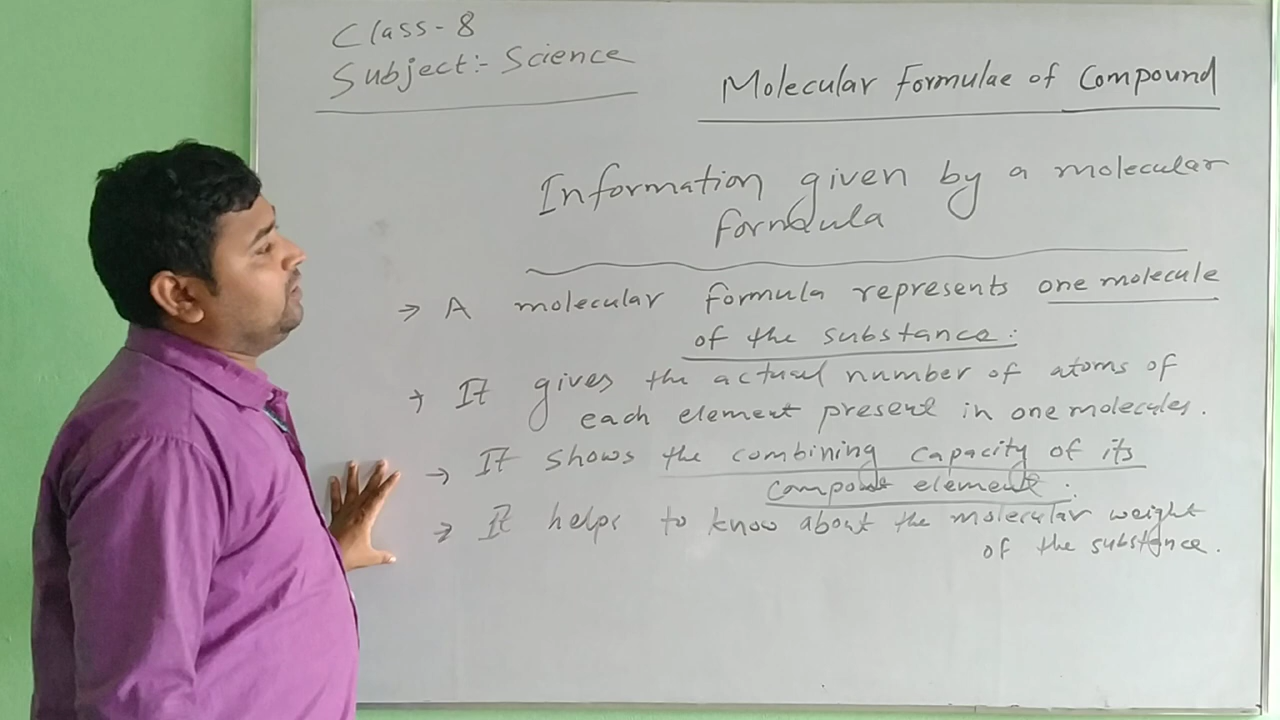 Class-8
Subject:- Science
Molecular Formulae of Compound
Information given by a molecular
formula
→ A molecular formula represents one molecule
of the substance.
→ It gives the actual number of atoms of
each element present in one molecules.
→ It shows the combining capacity of its
element.
→ It helps to know about the molecular weight
of the substance.